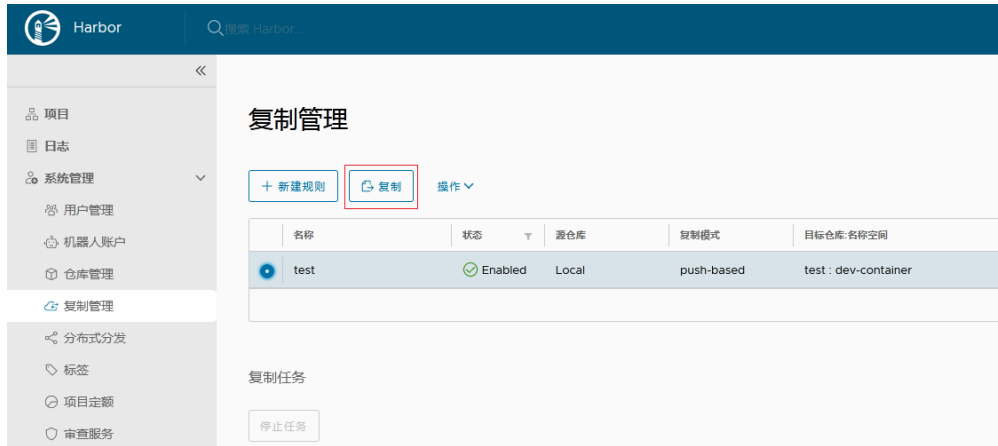 Harbor
搜索 Harbor...
项目
日志
系统管理
用户管理
机器人账户
仓库管理
复制管理
分布式分发
标签
项目定额
审查服务
复制管理
新建规则 复制 操作
名称 状态 源仓库 复制模式 目标仓库:名称空间
test Enabled Local push-based test : dev-container
复制任务
停止任务